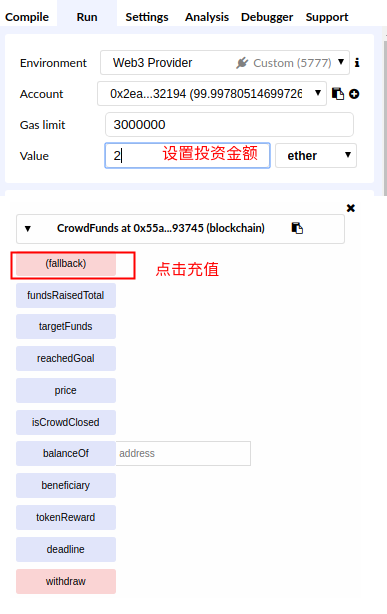 Compile Run Settings Analysis Debugger Support
Environment Web3 Provider Custom (5777)
Account 0x2ea...32194 (99.99780514699726
Gas limit 3000000
Value 2 设置投资金额 ether
CrowdFunds at 0x55a...93745 (blockchain)
(fallback) 点击充值
fundsRaisedTotal
targetFunds
reachedGoal
price
isCrowdClosed
balanceOf address
beneficiary
tokenReward
deadline
withdraw